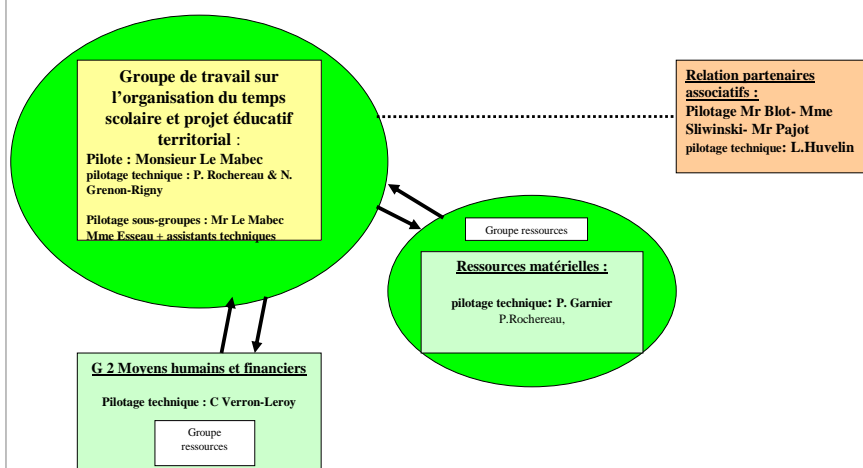 Groupe de travail sur
l'organisation du temps
scolaire et projet éducatif
territorial :
Pilote : Monsieur Le Mabec
pilotage technique : P. Rochereau & N.
Grenon-Rigny
Pilotage sous-groupes : Mr Le Mabec
Mme Esseau + assistants techniques
Relation partenaires
associatifs :
Pilotage Mr Blot- Mme
Sliwinski- Mr Pajot
pilotage technique: L.Huvelin
Groupe ressources
Ressources matérielles :
pilotage technique: P. Garnier
P.Rochereau,
G 2 Moyens humains et financiers
Pilotage technique : C Verron-Leroy
Groupe
ressources